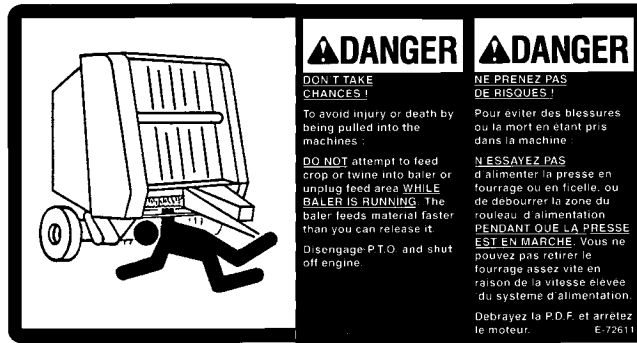 ⚠DANGER
DON'T TAKE
CHANCES !
To avoid injury or death by
being pulled into the
machines :
DO NOT attempt to feed
crop or twine into baler or
unplug feed area WHILE
BALER IS RUNNING. The
baler feeds material faster
than you can release it.
Disengage P.T.O. and shut
off engine.
⚠DANGER
NE PRENEZ PAS
DE RISQUES !
Pour éviter des blessures
ou la mort en étant pris
dans la machine :
N'ESSAYEZ PAS
d'alimenter la presse en
fourrage ou en ficelle, ou
de débourrer la zone du
rouleau d'alimentation
PENDANT QUE LA PRESSE
EST EN MARCHE. Vous ne
pouvez pas retirer le
fourrage assez vite en
raison de la vitesse élevée
du système d'alimentation.
Debrayez la P.D.F. et arrêtez
le moteur. E-72611